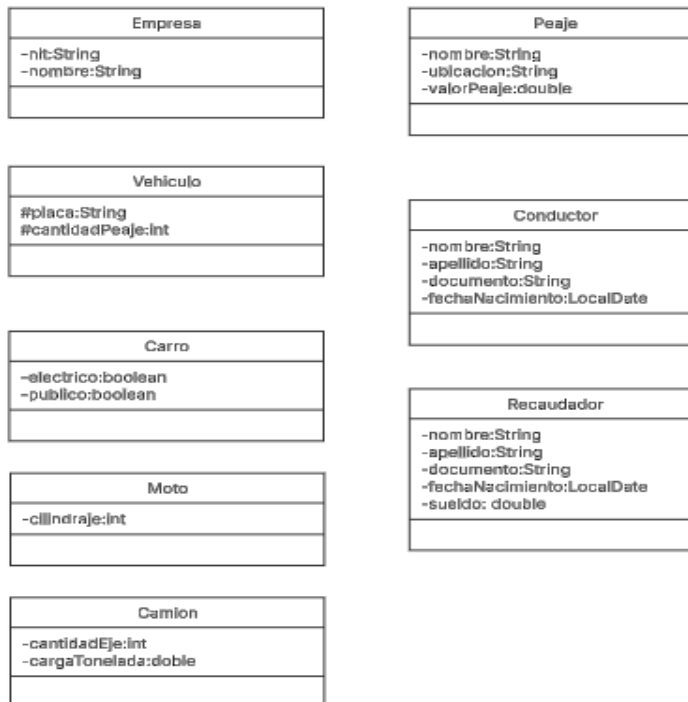 Empresa
-nit:String
-nombre:String
Vehiculo
#placa:String
#cantidadPeaje:int
Carro
-electrico:boolean
-publico:boolean
Moto
-cilindraje:int
Camion
-cantidadEje:int
-cargaTonelada:doble
Peaje
-nombre:String
-ubicacion:String
-valorPeaje:double
Conductor
-nombre:String
-apellido:String
-documento:String
-fechaNacimiento:LocalDate
Recaudador
-nombre:String
-apellido:String
-documento:String
-fechaNacimiento:LocalDate
-sueldo: double